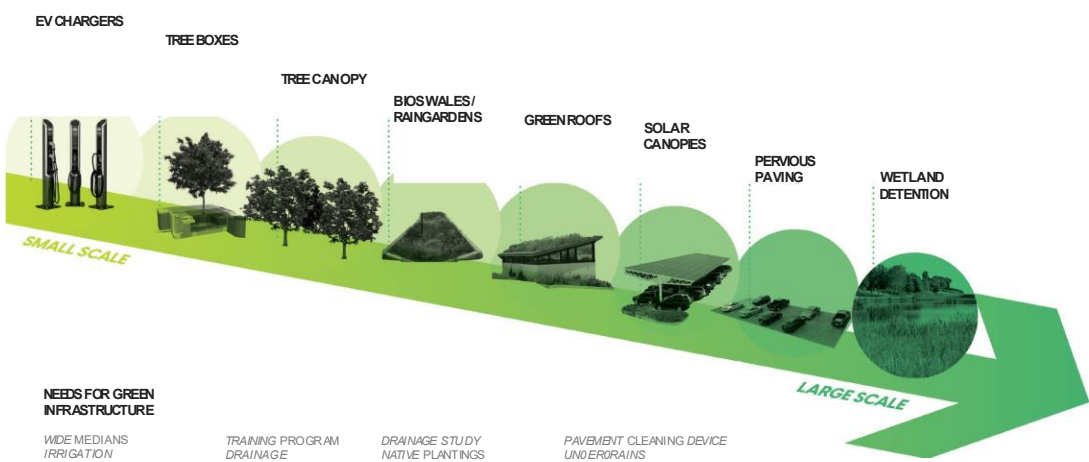 EV CHARGERS
TREE BOXES
TREE CANOPY
BIOSWALES /
RAINGARDENS
GREEN ROOFS
SOLAR
CANOPIES
PERVIOUS
PAVING
WETLAND
DETENTION
SMALL SCALE
LARGE SCALE
NEEDS FOR GREEN
INFRASTRUCTURE
WIDE MEDIANS
IRRIGATION
TRAINING PROGRAM
DRAINAGE
DRAINAGE STUDY
NATIVE PLANTINGS
PAVEMENT CLEANING DEVICE
UN0ER0RAINS